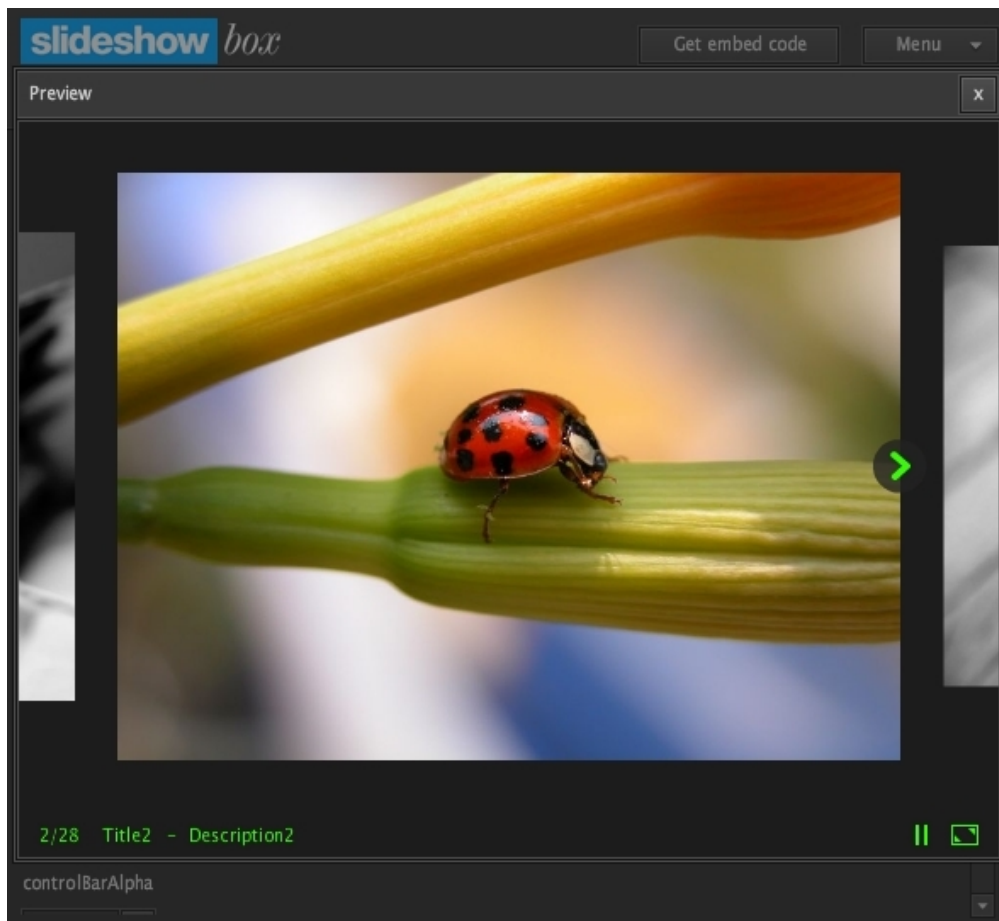 slideshow box
Get embed code
Menu
Preview
x
2/28 Title2 - Description2
controlBarAlpha